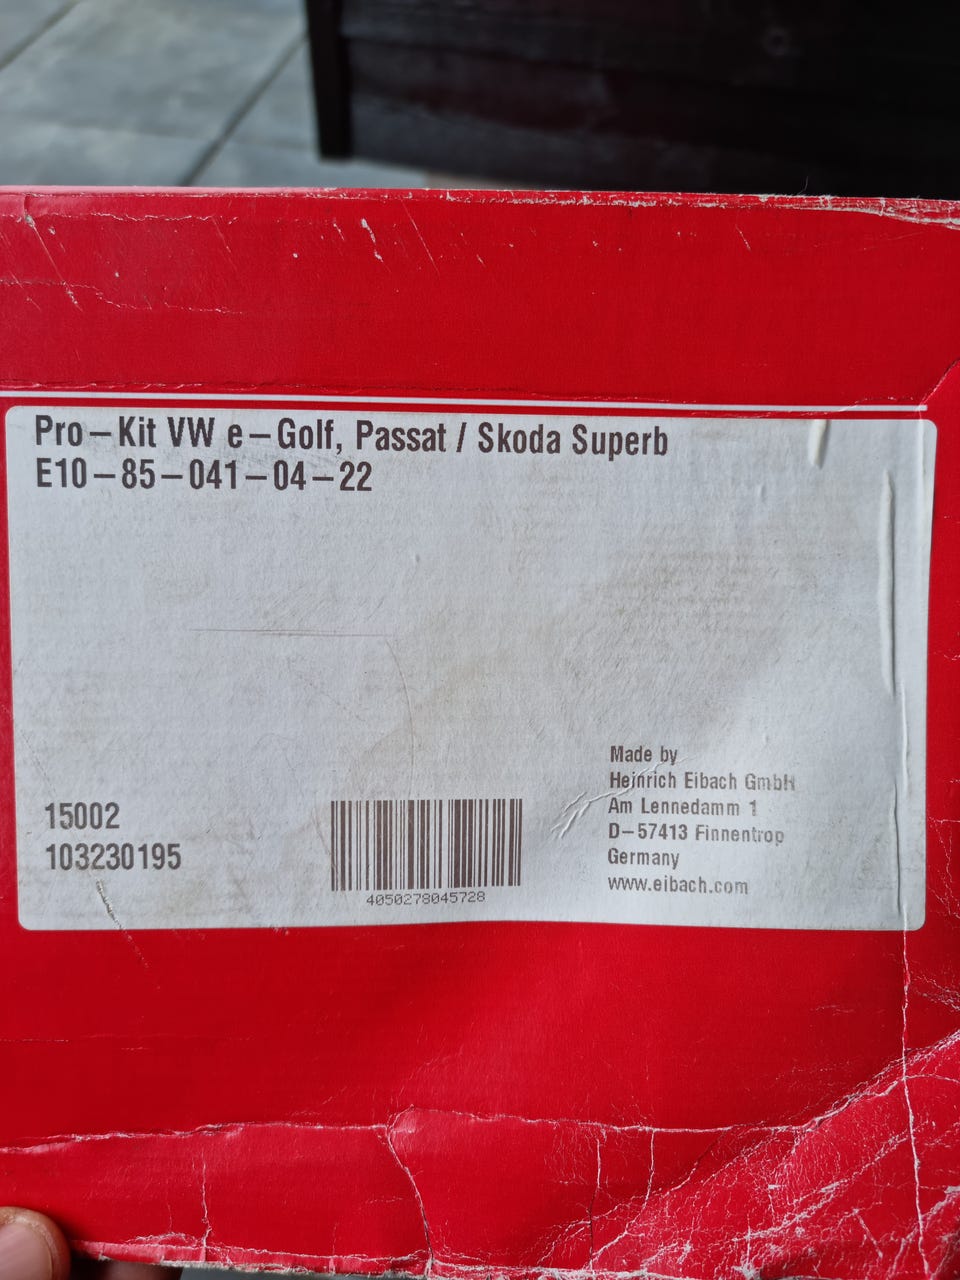 Pro-Kit VW e-Golf, Passat / Skoda Superb
E10-85-041-04-22
15002
103230195
4050278045728
Made by
Heinrich Eibach GmbH
Am Lennedamm 1
D-57413 Finnentrop
Germany
www.eibach.com